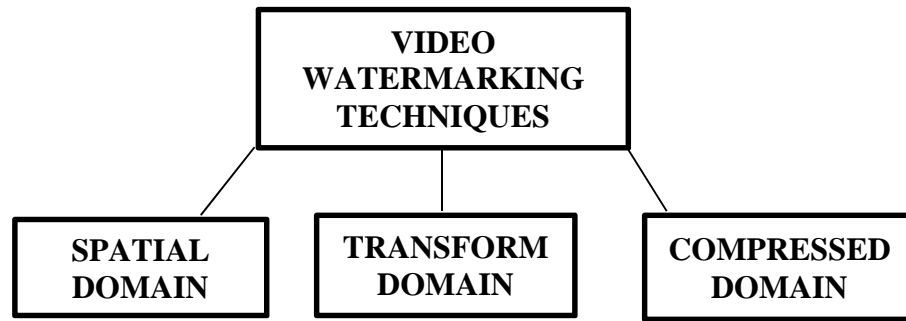 VIDEO
WATERMARKING
TECHNIQUES
SPATIAL
DOMAIN
TRANSFORM
DOMAIN
COMPRESSED
DOMAIN